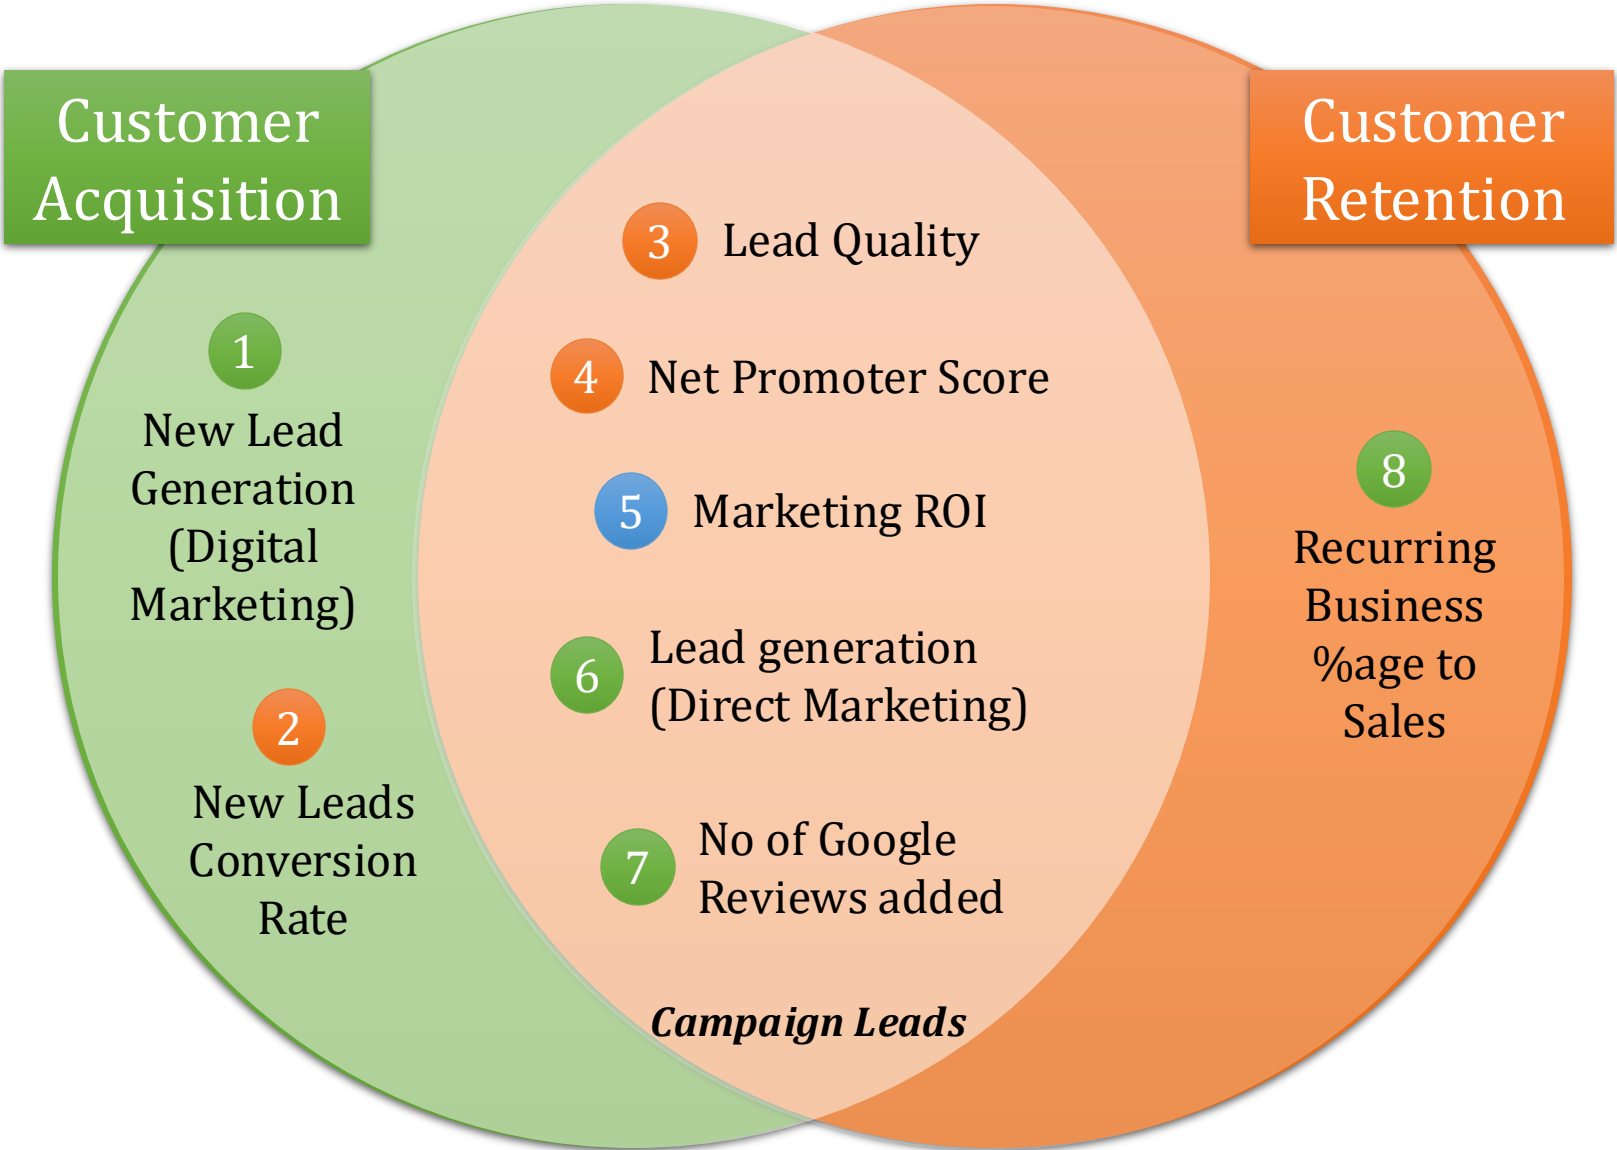 Customer
Acquisition
Customer
Retention
1
New Lead
Generation
(Digital
Marketing)
2
New Leads
Conversion
Rate
3 Lead Quality
4 Net Promoter Score
5 Marketing ROI
6 Lead generation
(Direct Marketing)
7 No of Google
Reviews added
Campaign Leads
8
Recurring
Business
%age to
Sales